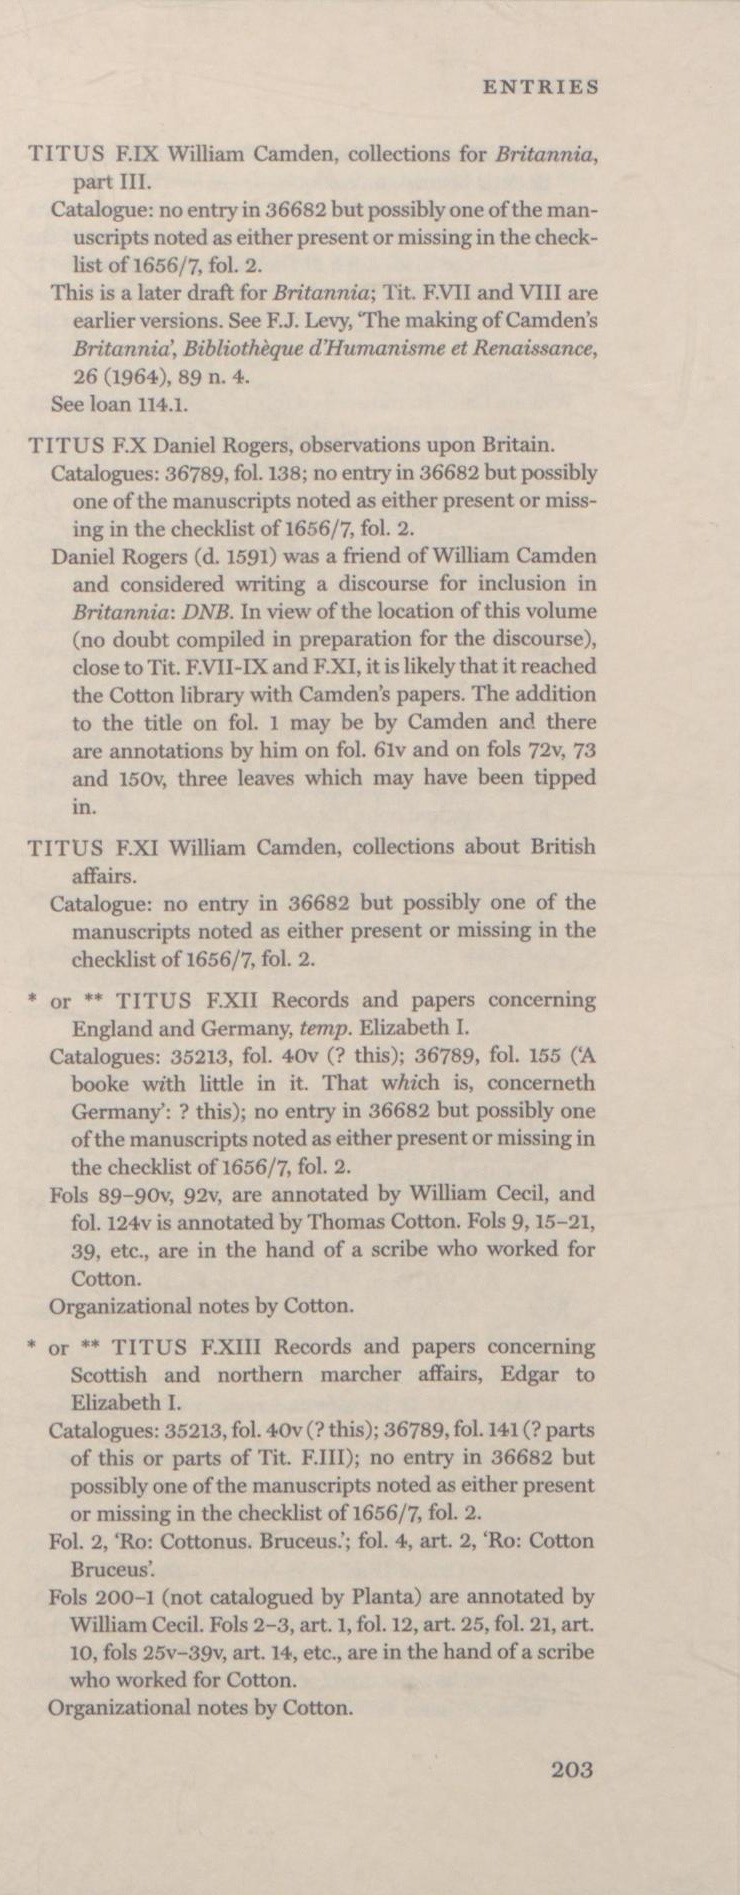 ENTRIES
TITUS F.IX William Camden, collections for Britannia,
part III.
Catalogue: no entry in 36682 but possibly one of the man-
uscripts noted as either present or missing in the check-
list of 1656/7, fol. 2.
This is a later draft for Britannia; Tit. F.VII and VIII are
earlier versions. See F.J. Levy, ‘The making of Camden’s
Britannia’, Bibliothèque d’Humanisme et Renaissance,
26 (1964), 89 n. 4.
See loan 114.1.
TITUS F.X Daniel Rogers, observations upon Britain.
Catalogues: 36789, fol. 138; no entry in 36682 but possibly
one of the manuscripts noted as either present or miss-
ing in the checklist of 1656/7, fol. 2.
Daniel Rogers (d. 1591) was a friend of William Camden
and considered writing a discourse for inclusion in
Britannia: DNB. In view of the location of this volume
(no doubt compiled in preparation for the discourse),
close to Tit. F.VII-IX and F.XI, it is likely that it reached
the Cotton library with Camden’s papers. The addition
to the title on fol. 1 may be by Camden and there
are annotations by him on fol. 61v and on fols 72v, 73
and 150v, three leaves which may have been tipped
in.
TITUS F.XI William Camden, collections about British
affairs.
Catalogue: no entry in 36682 but possibly one of the
manuscripts noted as either present or missing in the
checklist of 1656/7, fol. 2.
* or ** TITUS F.XII Records and papers concerning
England and Germany, temp. Elizabeth I.
Catalogues: 35213, fol. 40v (? this); 36789, fol. 155 (‘A
booke with little in it. That which is, concerneth
Germany’: ? this); no entry in 36682 but possibly one
of the manuscripts noted as either present or missing in
the checklist of 1656/7, fol. 2.
Fols 89–90v, 92v, are annotated by William Cecil, and
fol. 124v is annotated by Thomas Cotton. Fols 9, 15–21,
39, etc., are in the hand of a scribe who worked for
Cotton.
Organizational notes by Cotton.
* or ** TITUS F.XIII Records and papers concerning
Scottish and northern marcher affairs, Edgar to
Elizabeth I.
Catalogues: 35213, fol. 40v (? this); 36789, fol. 141 (? parts
of this or parts of Tit. F.III); no entry in 36682 but
possibly one of the manuscripts noted as either present
or missing in the checklist of 1656/7, fol. 2.
Fol. 2, ‘Ro: Cottonus. Bruceus.’; fol. 4, art. 2, ‘Ro: Cotton
Bruceus’.
Fols 200–1 (not catalogued by Planta) are annotated by
William Cecil. Fols 2–3, art. 1, fol. 12, art. 25, fol. 21, art.
10, fols 25v–39v, art. 14, etc., are in the hand of a scribe
who worked for Cotton.
Organizational notes by Cotton.
203